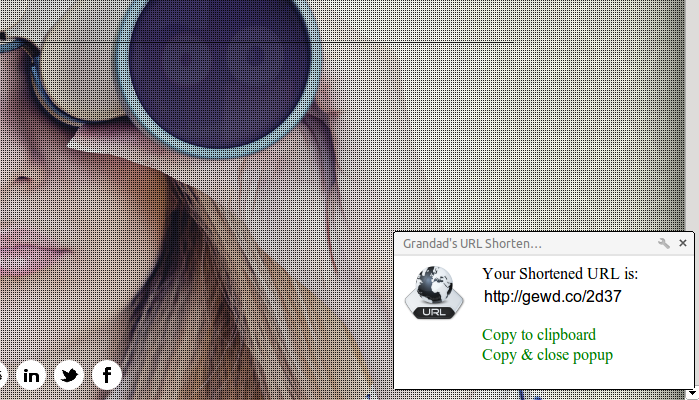 Grandad's URL Shorten...
Your Shortened URL is:
http://gewd.co/2d37
URL
Copy to clipboard
Copy & close popup
in
f